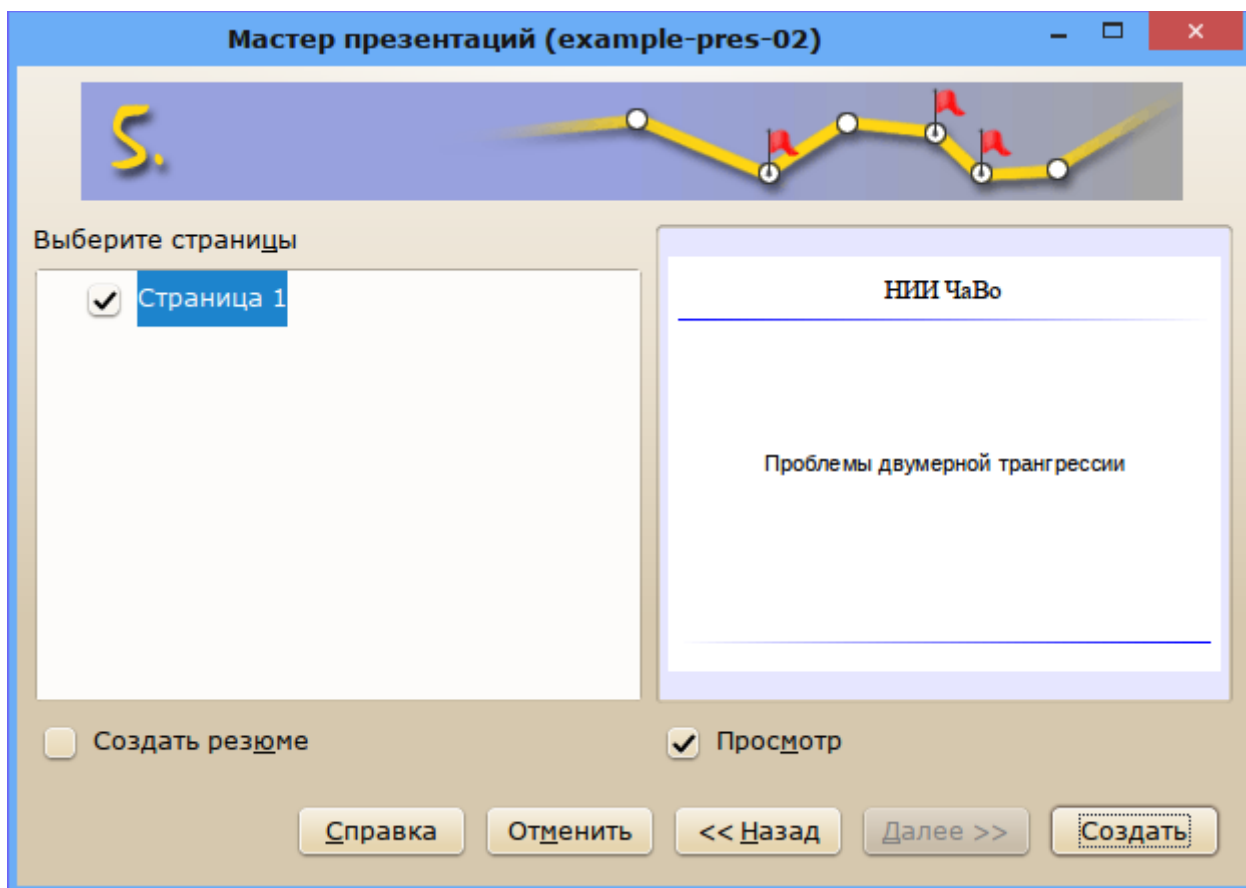 Мастер презентаций (example-pres-02)
5.
Выберите страницы
Страница 1
НИИ ЧаВо
Проблемы двумерной трангрессии
Создать резюме
Просмотр
Справка
Отменить
<< Назад
Далее >>
Создать